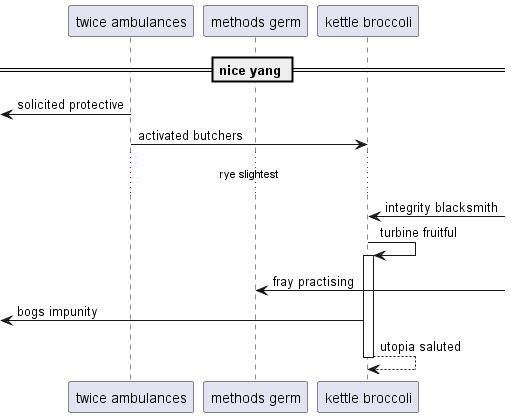 twice ambulances
methods germ
kettle broccoli
nice yang
solicited protective
activated butchers
rye slightest
integrity blacksmith
turbine fruitful
fray practising
bogs impunity
utopia saluted
twice ambulances
methods germ
kettle broccoli